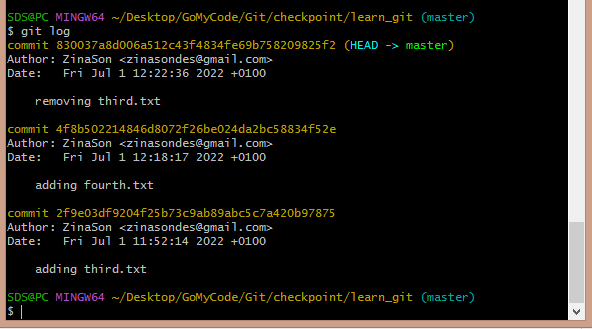 SDS@PC MINGW64 ~/Desktop/GoMyCode/Git/checkpoint/learn_git (master)
$ git log
commit 830037a8d006a512c43f4834fe69b758209825f2 (HEAD -> master)
Author: ZinaSon <zinasondes@gmail.com>
Date:   Fri Jul 1 12:22:36 2022 +0100
    removing third.txt
commit 4f8b502214846d8072f26be024da2bc58834f52e
Author: ZinaSon <zinasondes@gmail.com>
Date:   Fri Jul 1 12:18:17 2022 +0100
    adding fourth.txt
commit 2f9e03df9204f25b73c9ab89abc5c7a420b97875
Author: ZinaSon <zinasondes@gmail.com>
Date:   Fri Jul 1 11:52:14 2022 +0100
    adding third.txt
SDS@PC MINGW64 ~/Desktop/GoMyCode/Git/checkpoint/learn_git (master)
$